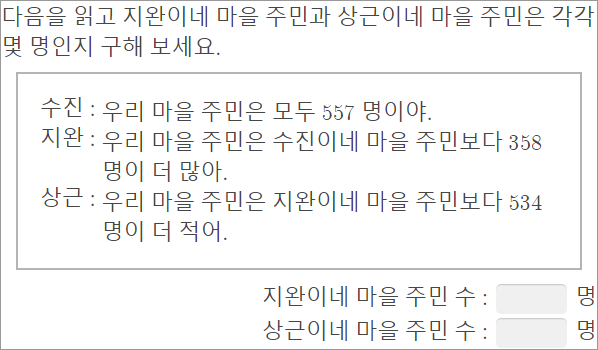 다음을 읽고 지완이네 마을 주민과 상근이네 마을 주민은 각각
몇 명인지 구해 보세요.
수진 : 우리 마을 주민은 모두 557 명이야.
지완 : 우리 마을 주민은 수진이네 마을 주민보다 358
명이 더 많아.
상근 : 우리 마을 주민은 지완이네 마을 주민보다 534
명이 더 적어.
지완이네 마을 주민 수 : 명
상근이네 마을 주민 수 : 명